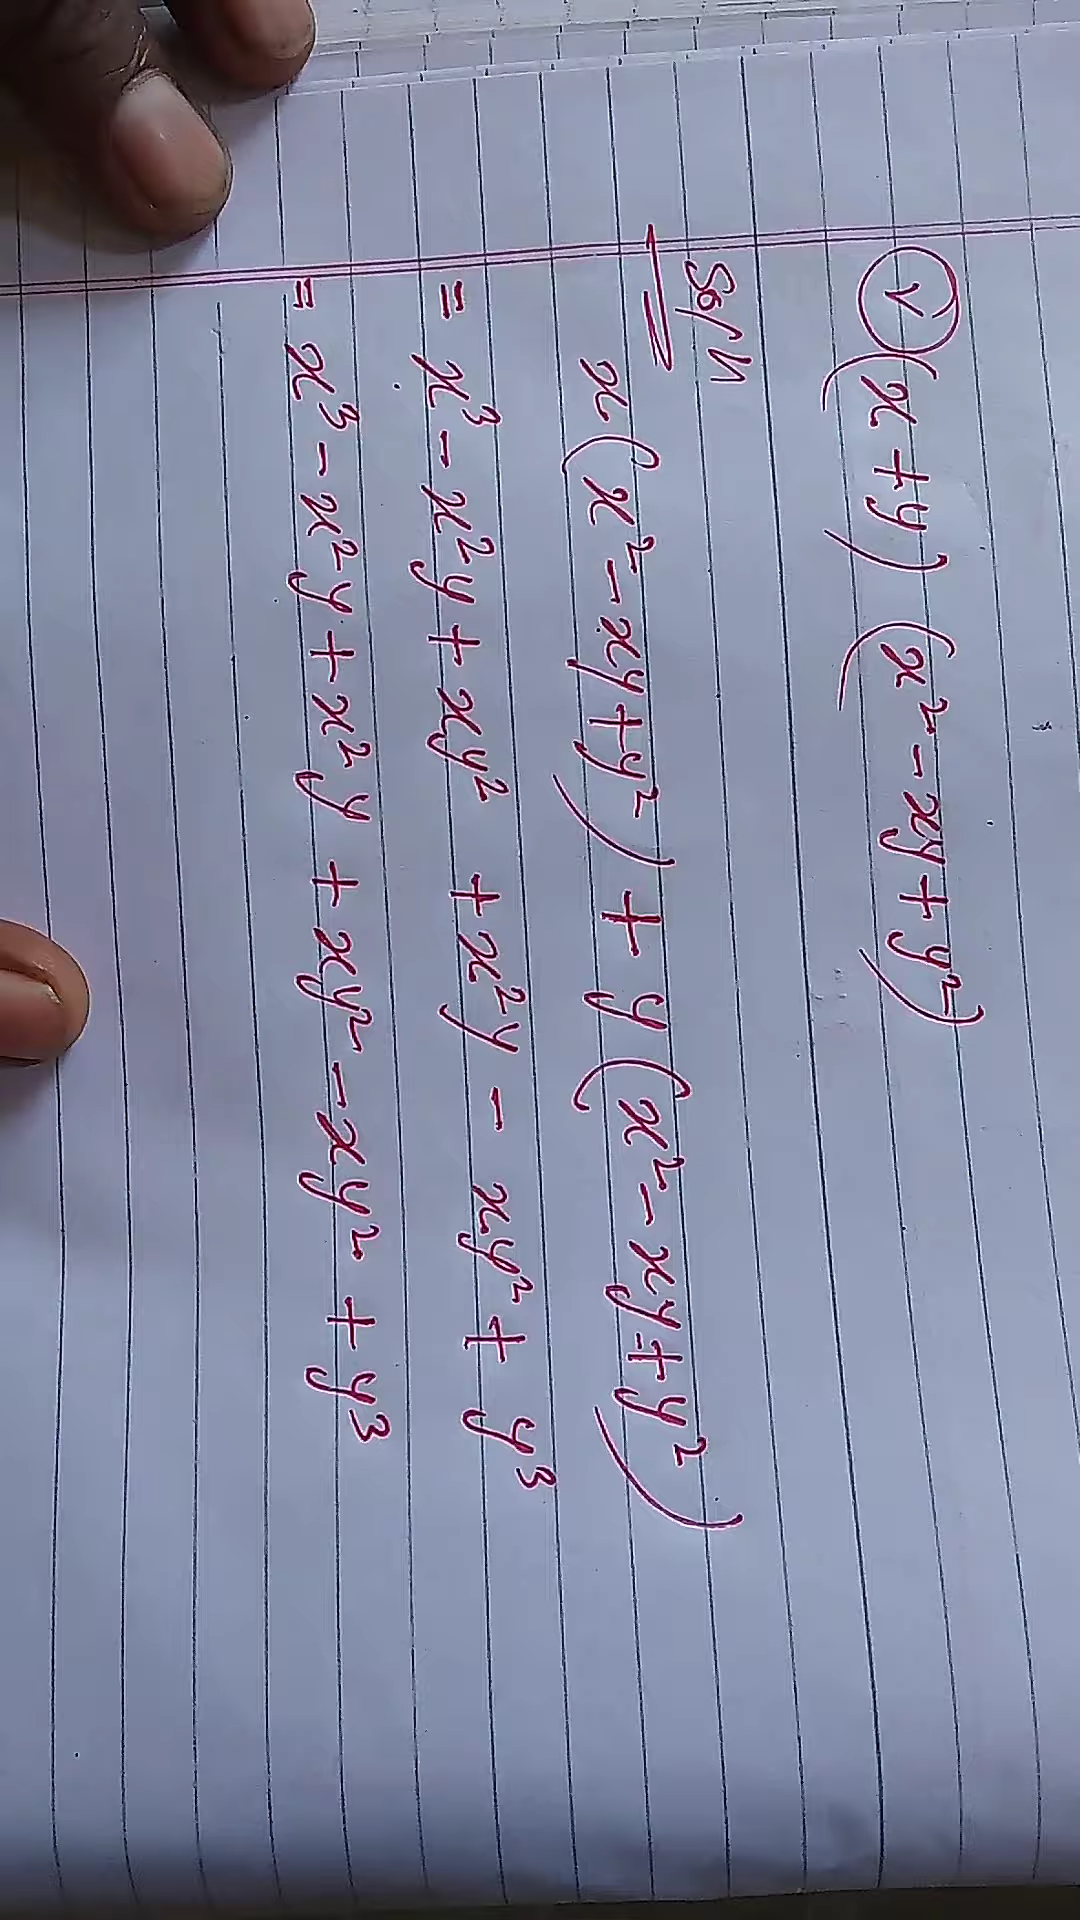 (v) (x + y) (x² - xy + y²)
Sol'n
x(x² - xy + y²) + y(x² - xy + y²)
= x³ - x²y + xy² + x²y - xy² + y³
= x³ - x²y + x²y + xy² - xy² + y³